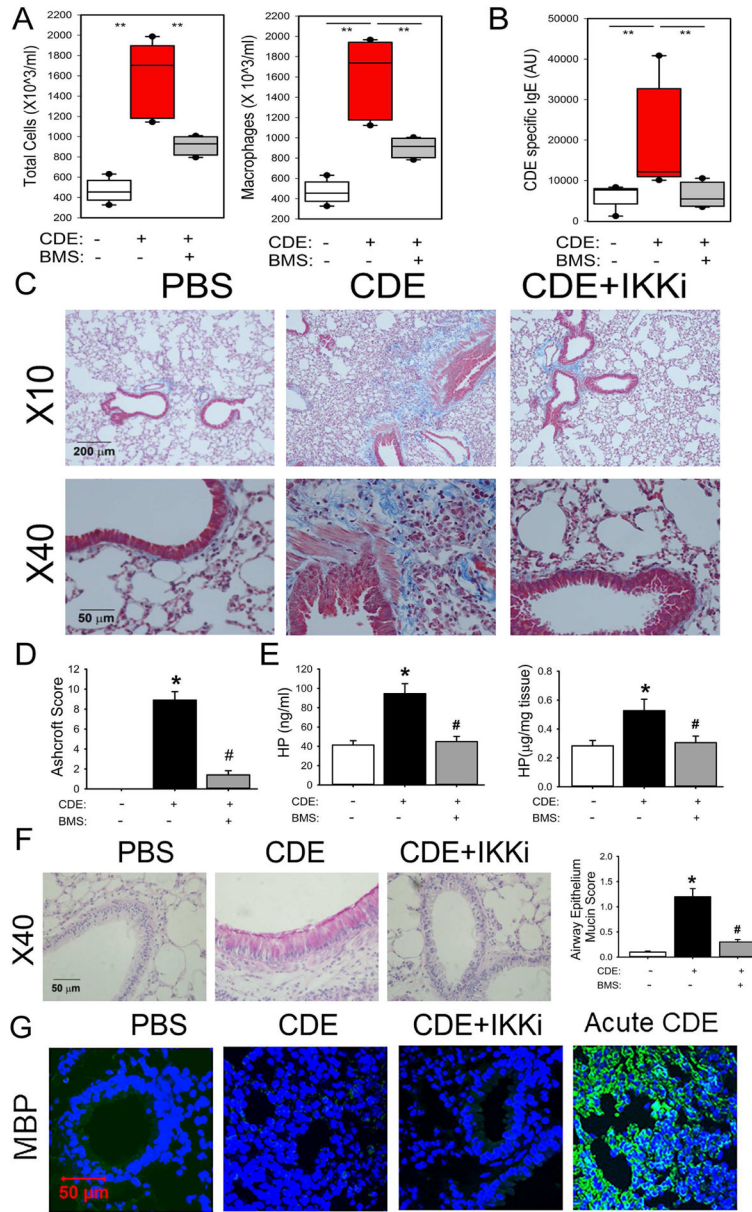 A
B
** **
** **
** **
Total Cells (X10^3/ml)
2200
2000
1800
1600
1400
1200
1000
800
600
400
200
Macrophages (X 10^3/ml)
2200
2000
1800
1600
1400
1200
1000
800
600
400
200
CDE specific IgE (AU)
50000
40000
30000
20000
10000
0
CDE: - + +
BMS: - - +
CDE: - + +
BMS: - - +
CDE: - + +
BMS: - - +
C
PBS CDE CDE+IKKi
X10
200 μm
X40
50 μm
D
Ashcroft Score
12
10
8
6
4
2
0
*
#
CDE: - + +
BMS: - - +
E
HP (ng/ml)
120
100
80
60
40
20
0
*
#
CDE: - + +
BMS: - - +
HP(μg/mg tissue)
0.8
0.6
0.4
0.2
0.0
*
#
CDE: - + +
BMS: - - +
F
PBS CDE CDE+IKKi
X40
50 μm
Airway Epithelium
Mucin Score
2.0
1.5
1.0
0.5
0.0
*
#
CDE: - + +
BMS: - - +
G
PBS CDE CDE+IKKi Acute CDE
MBP
50 μm